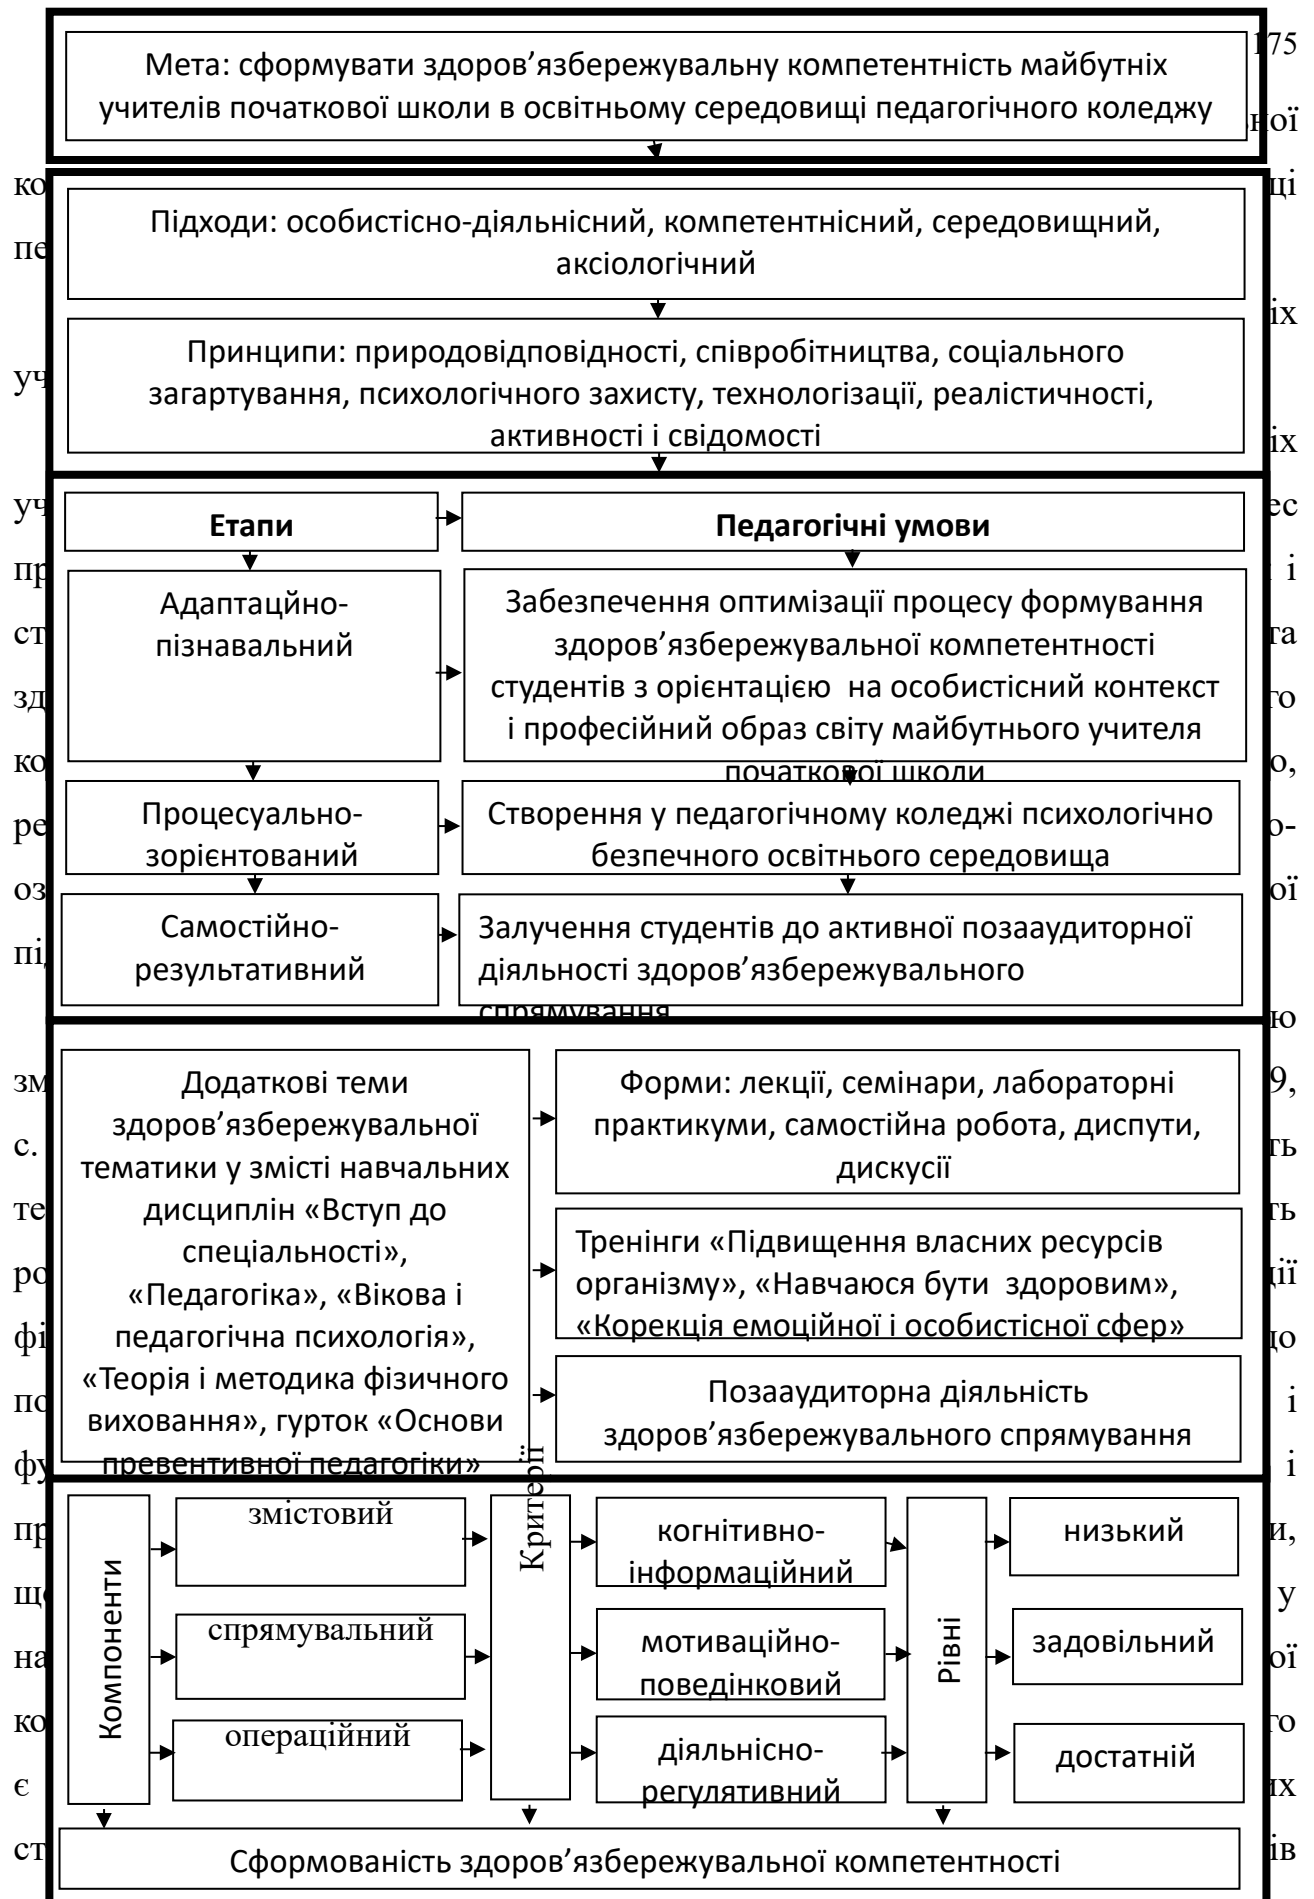 175
Мета: сформувати здоров’язбережувальну компетентність майбутніх
учителів початкової школи в освітньому середовищі педагогічного коледжу
Підходи: особистісно-діяльнісний, компетентнісний, середовищний,
аксіологічний
Принципи: природовідповідності, співробітництва, соціального
загартування, психологічного захисту, технологізації, реалістичності,
активності і свідомості
Етапи
Педагогічні умови
Адаптаційно-
пізнавальний
Забезпечення оптимізації процесу формування
здоров’язбережувальної компетентності
студентів з орієнтацією на особистісний контекст
і професійний образ світу майбутнього учителя
початкової школи
Процесуально-
зорієнтований
Створення у педагогічному коледжі психологічно
безпечного освітнього середовища
Самостійно-
результативний
Залучення студентів до активної позааудиторної
діяльності здоров’язбережувального
спрямування
Додаткові теми
здоров’язбережувальної
тематики у змісті навчальних
дисциплін «Вступ до
спеціальності»,
«Педагогіка», «Вікова і
педагогічна психологія»,
«Теорія і методика фізичного
виховання», гурток «Основи
превентивної педагогіки»
Форми: лекції, семінари, лабораторні
практикуми, самостійна робота, диспути,
дискусії
Тренінги «Підвищення власних ресурсів
організму», «Навчаюся бути здоровим»,
«Корекція емоційної і особистісної сфер»
Позааудиторна діяльність
здоров’язбережувального спрямування
Компоненти
змістовий
спрямувальний
операційний
Критерії
когнітивно-
інформаційний
мотиваційно-
поведінковий
діяльнісно-
регулятивний
Рівні
низький
задовільний
достатній
Сформованість здоров’язбережувальної компетентності